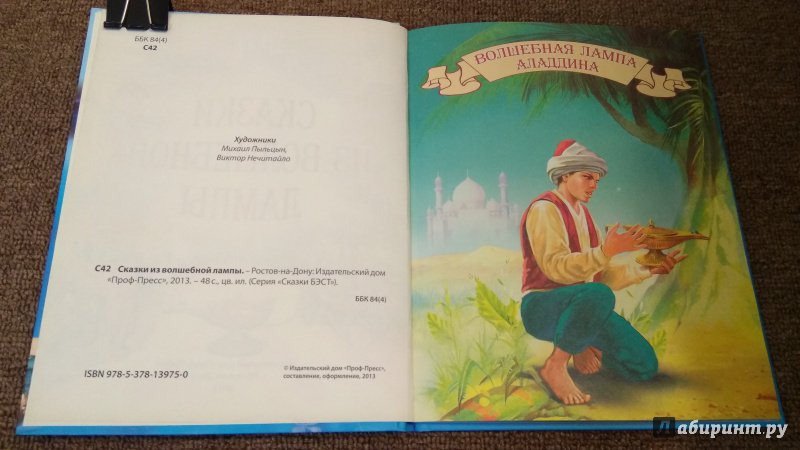 ББК 84(4)
С42
Художники
Михаил Пыльцын,
Виктор Нечитайло
С42 Сказки из волшебной лампы. – Ростов-на-Дону: Издательский дом
«Проф-Пресс», 2013. – 48 с., цв. ил. (Серия «Сказки БЭСТ»).
ББК 84(4)
ISBN 978-5-378-13975-0
© Издательский дом «Проф-Пресс»,
составление, оформление, 2013
ВОЛШЕБНАЯ ЛАМПА
АЛАДДИНА
Лабиринт.ру